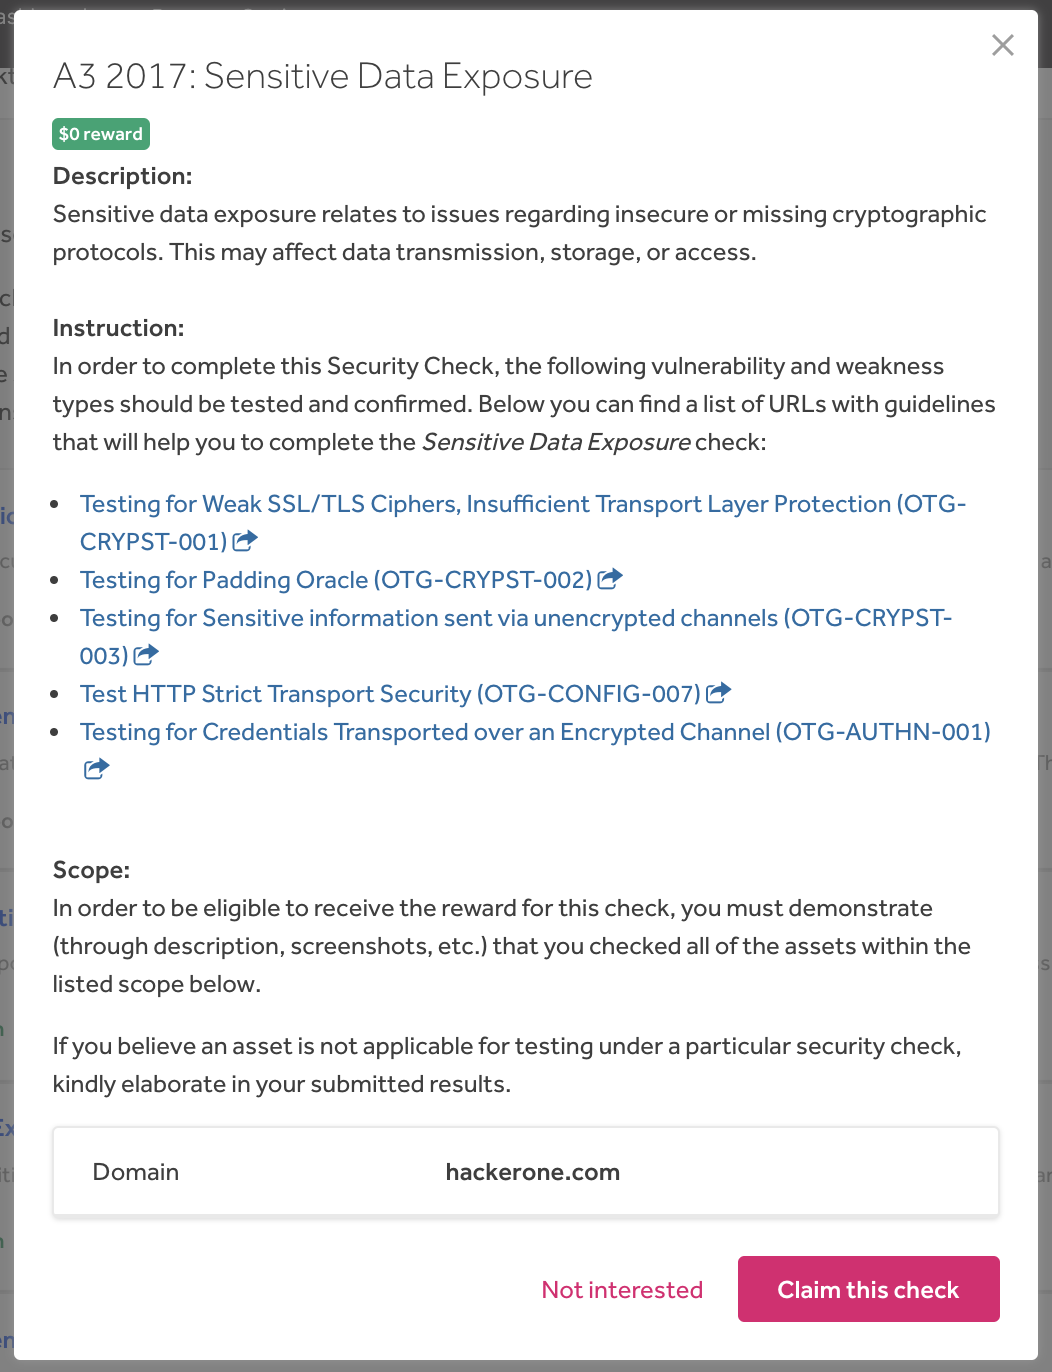 A3 2017: Sensitive Data Exposure
$0 reward
Description:
Sensitive data exposure relates to issues regarding insecure or missing cryptographic
protocols. This may affect data transmission, storage, or access.
Instruction:
In order to complete this Security Check, the following vulnerability and weakness
types should be tested and confirmed. Below you can find a list of URLs with guidelines
that will help you to complete the Sensitive Data Exposure check:
Testing for Weak SSL/TLS Ciphers, Insufficient Transport Layer Protection (OTG-
CRYPST-001)
Testing for Padding Oracle (OTG-CRYPST-002)
Testing for Sensitive information sent via unencrypted channels (OTG-CRYPST-
003)
Test HTTP Strict Transport Security (OTG-CONFIG-007)
Testing for Credentials Transported over an Encrypted Channel (OTG-AUTHN-001)
Scope:
In order to be eligible to receive the reward for this check, you must demonstrate
(through description, screenshots, etc.) that you checked all of the assets within the
listed scope below.
If you believe an asset is not applicable for testing under a particular security check,
kindly elaborate in your submitted results.
Domain hackerone.com
Not interested Claim this check